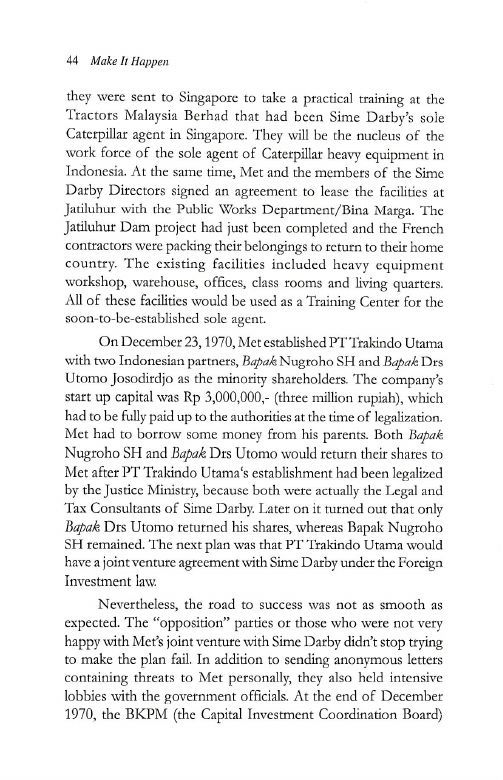 44 Make It Happen
they were sent to Singapore to take a practical training at the
Tractors Malaysia Berhad that had been Sime Darby's sole
Caterpillar agent in Singapore. They will be the nucleus of the
work force of the sole agent of Caterpillar heavy equipment in
Indonesia. At the same time, Met and the members of the Sime
Darby Directors signed an agreement to lease the facilities at
Jatiluhur with the Public Works Department/Bina Marga. The
Jatiluhur Dam project had just been completed and the French
contractors were packing their belongings to return to their home
country. The existing facilities included heavy equipment
workshop, warehouse, offices, class rooms and living quarters.
All of these facilities would be used as a Training Center for the
soon-to-be-established sole agent.
On December 23, 1970, Met established PT Trakindo Utama
with two Indonesian partners, Bapak Nugroho SH and Bapak Drs
Utomo Josodirdjo as the minority shareholders. The company's
start up capital was Rp 3,000,000,- (three million rupiah), which
had to be fully paid up to the authorities at the time of legalization.
Met had to borrow some money from his parents. Both Bapak
Nugroho SH and Bapak Drs Utomo would return their shares to
Met after PT Trakindo Utama's establishment had been legalized
by the Justice Ministry, because both were actually the Legal and
Tax Consultants of Sime Darby. Later on it turned out that only
Bapak Drs Utomo returned his shares, whereas Bapak Nugroho
SH remained. The next plan was that PT Trakindo Utama would
have a joint venture agreement with Sime Darby under the Foreign
Investment law.
Nevertheless, the road to success was not as smooth as
expected. The "opposition" parties or those who were not very
happy with Met's joint venture with Sime Darby didn't stop trying
to make the plan fail. In addition to sending anonymous letters
containing threats to Met personally, they also held intensive
lobbies with the government officials. At the end of December
1970, the BKPM (the Capital Investment Coordination Board)